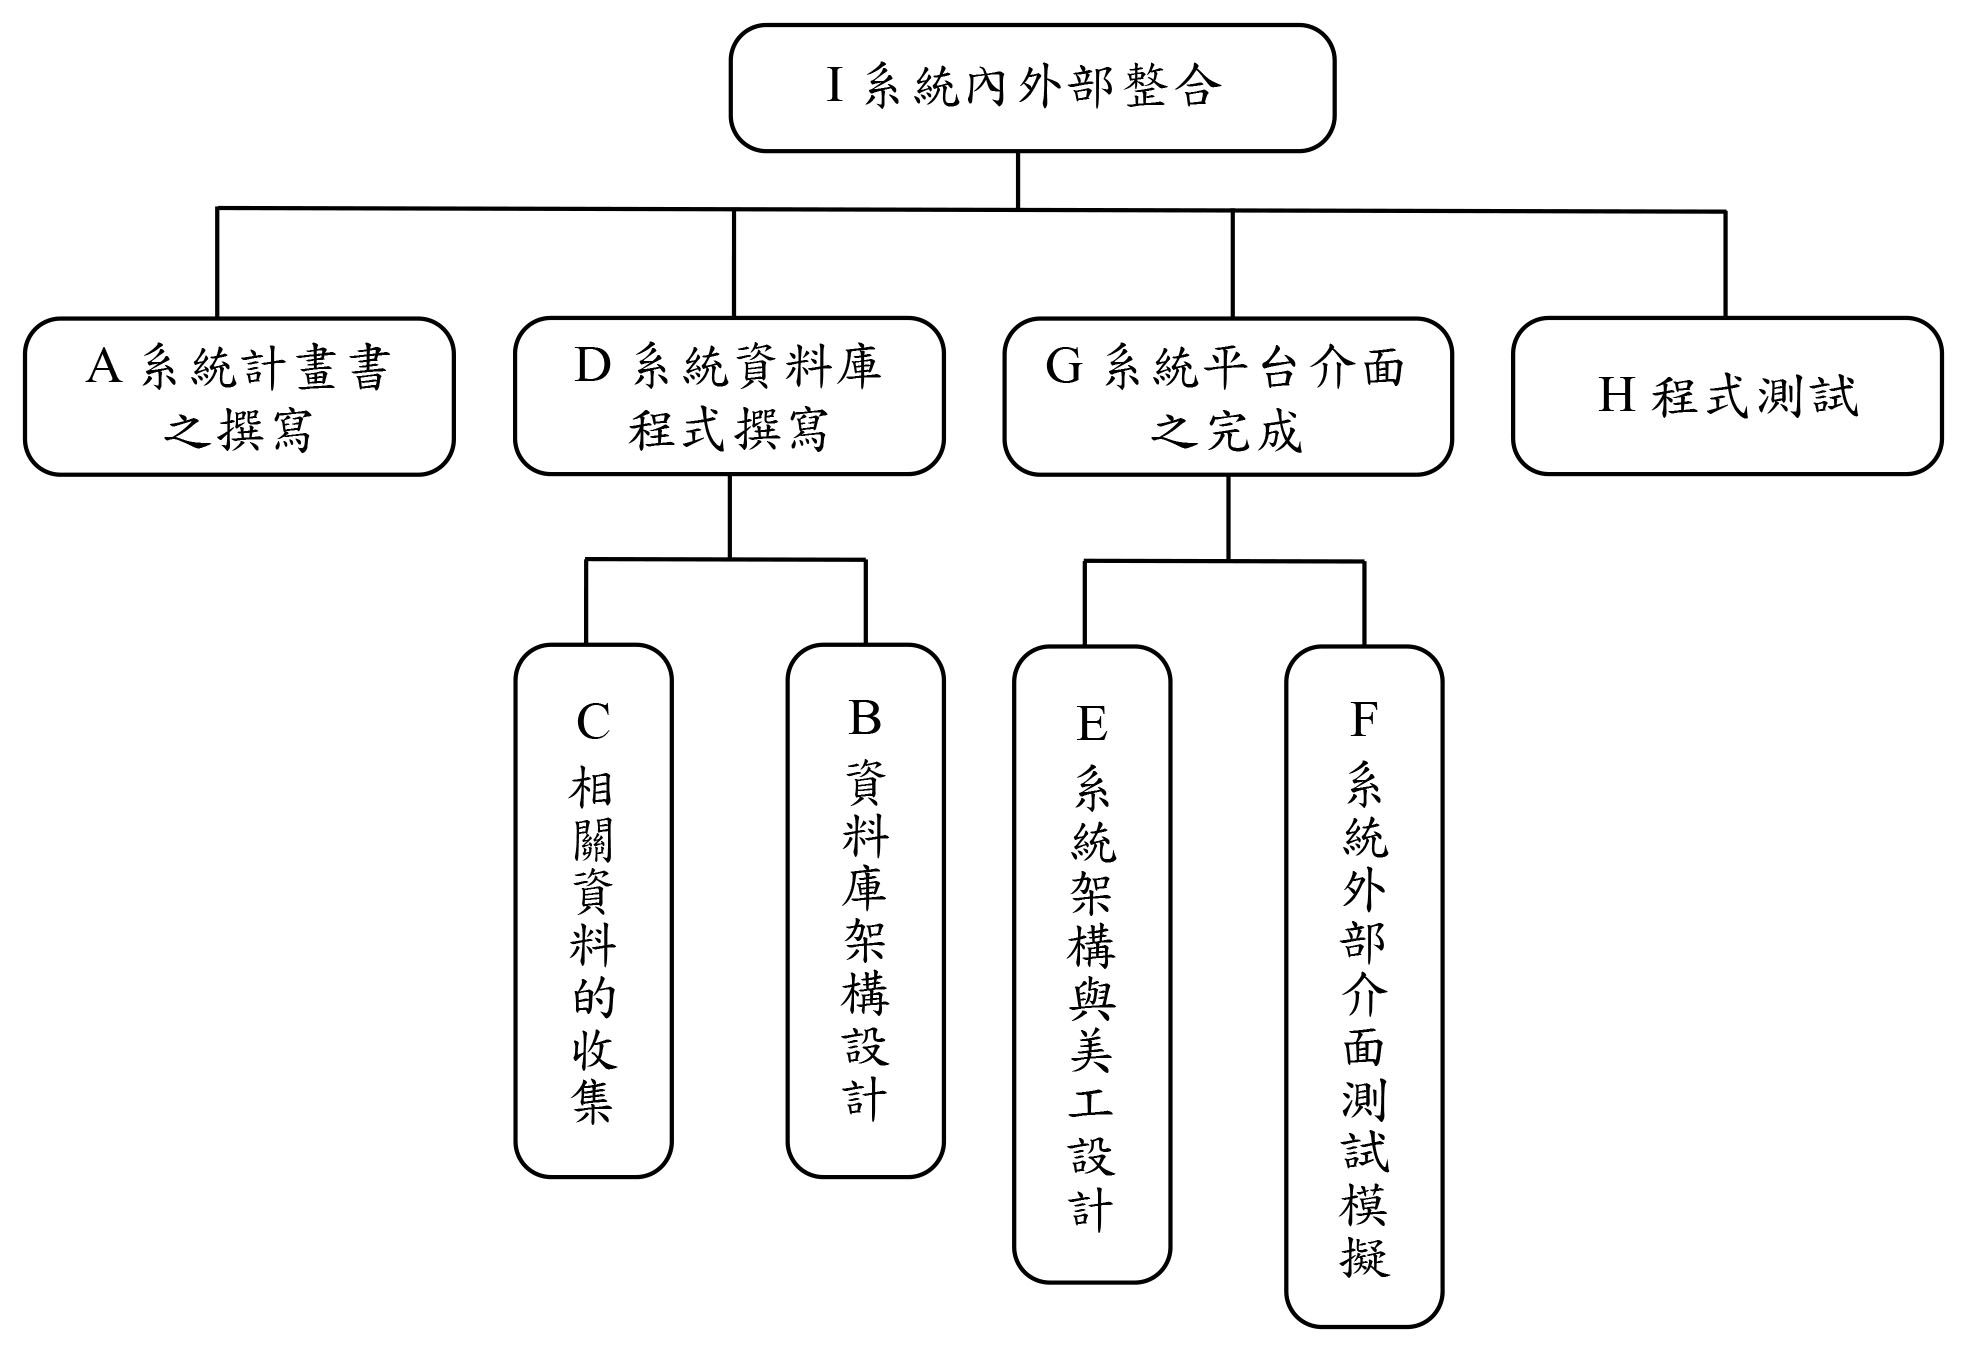 I 系統內外部整合
A 系統計畫書
之撰寫
D 系統資料庫
程式撰寫
G 系統平台介面
之完成
H 程式測試
C
相關資料的收集
B
資料庫架構設計
E
系統架構與美工設計
F
系統外部介面測試模擬